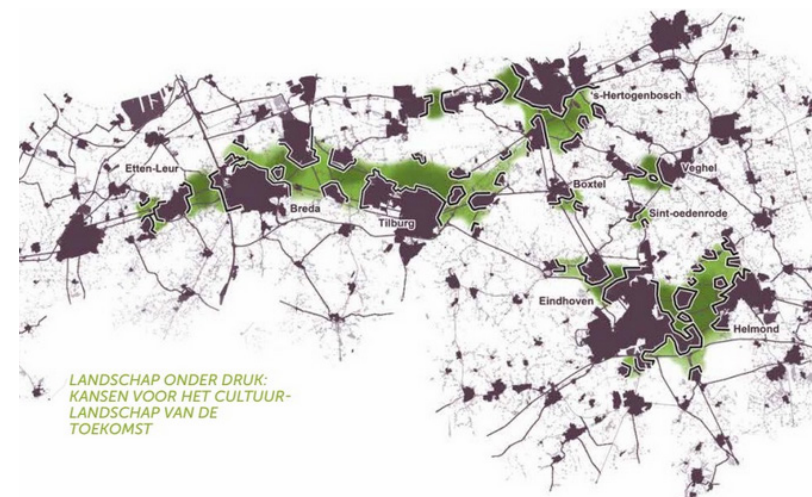 's-Hertogenbosch
Etten-Leur
Veghel
Boxtel
Breda
Sint-oedenrode
Tilburg
Eindhoven
Helmond
LANDSCHAP ONDER DRUK:
KANSEN VOOR HET CULTUUR-
LANDSCHAP VAN DE
TOEKOMST